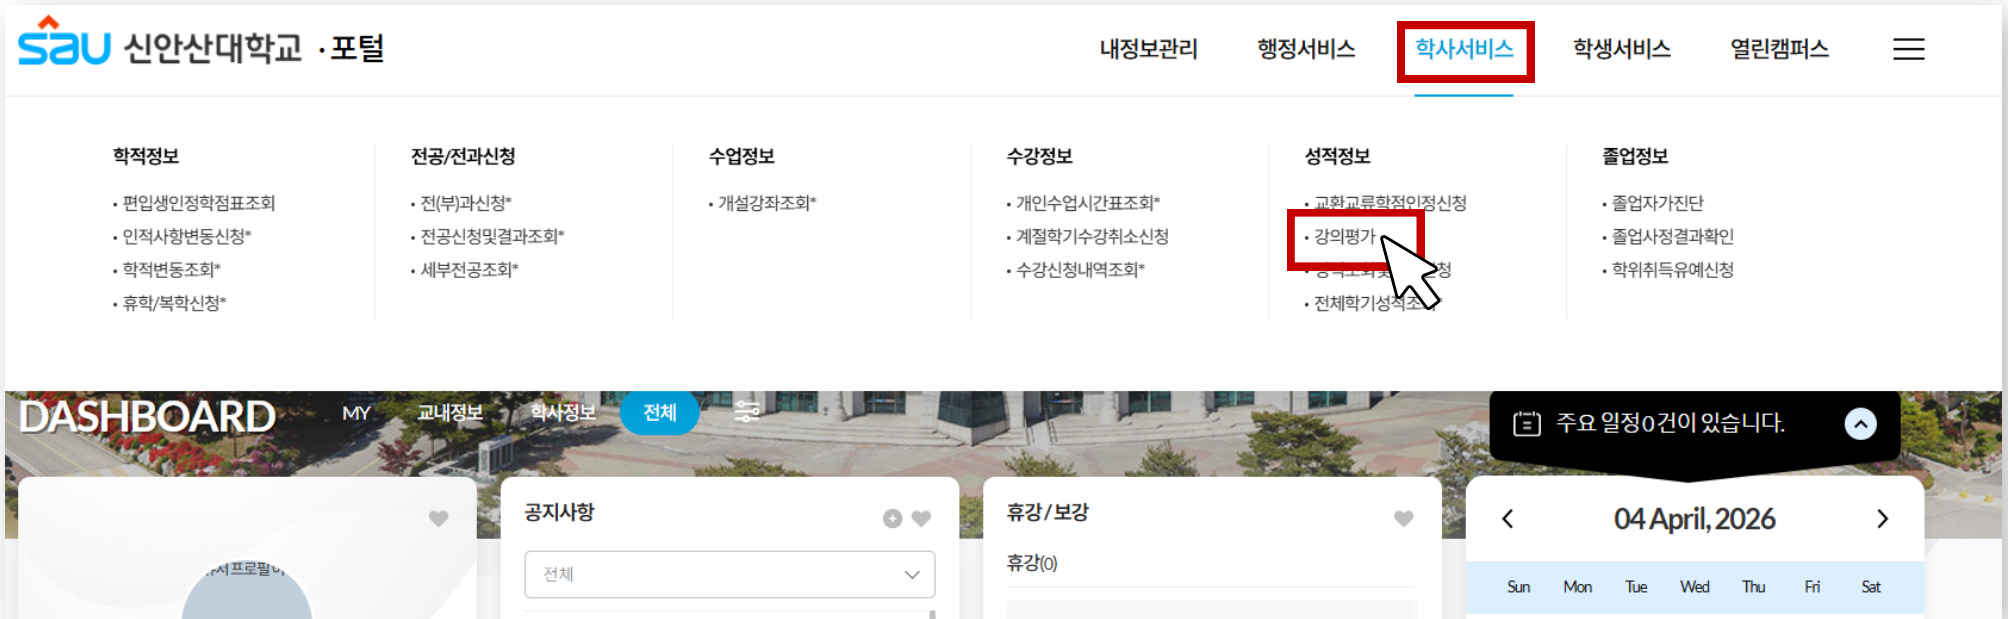 sau 신안산대학교 · 포털
내정보관리 행정서비스 학사서비스 학생서비스 열린캠퍼스
학적정보
· 편입생인정학점표조회
· 인적사항변동신청*
· 학적변동조회*
· 휴학/복학신청*
전공/전과신청
· 전(부)과신청*
· 전공신청및결과조회*
· 세부전공조회*
수업정보
· 개설강좌조회*
수강정보
· 개인수업시간표조회*
· 계절학기수강취소신청
· 수강신청내역조회*
성적정보
· 교환교류학점인정신청
· 강의평가
· 전체학기성적조회*
졸업정보
· 졸업자가진단
· 졸업사정결과확인
· 학위취득유예신청
DASHBOARD MY 교내정보 학사정보 전체
주요 일정0건이 있습니다.
공지사항
전체
휴강/보강
휴강(0)
04 April, 2026
Sun Mon Tue Wed Thu Fri Sat